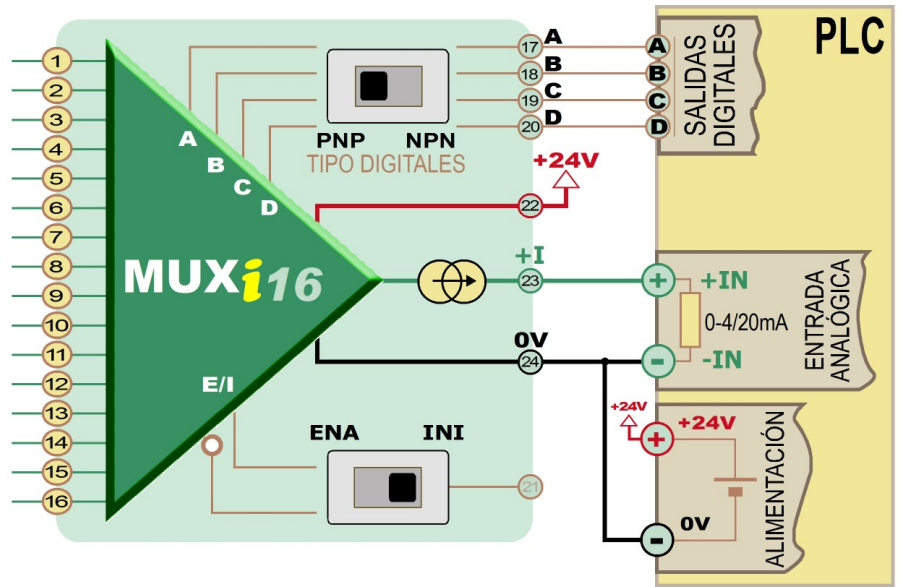 1
2
3
4
5
6
7
8
9
10
11
12
13
14
15
16
MUXi16
A
B
C
D
E/I
PNP NPN
TIPO DIGITALES
ENA INI
17 A
18 B
19 C
20 D
+24V
22
+I
23
0V
24
21
PLC
A
B
C
D
SALIDAS
DIGITALES
+
+IN
0-4/20mA
-
-IN
ENTRADA
ANALÓGICA
+24V
+
+24V
0V
-
ALIMENTACIÓN